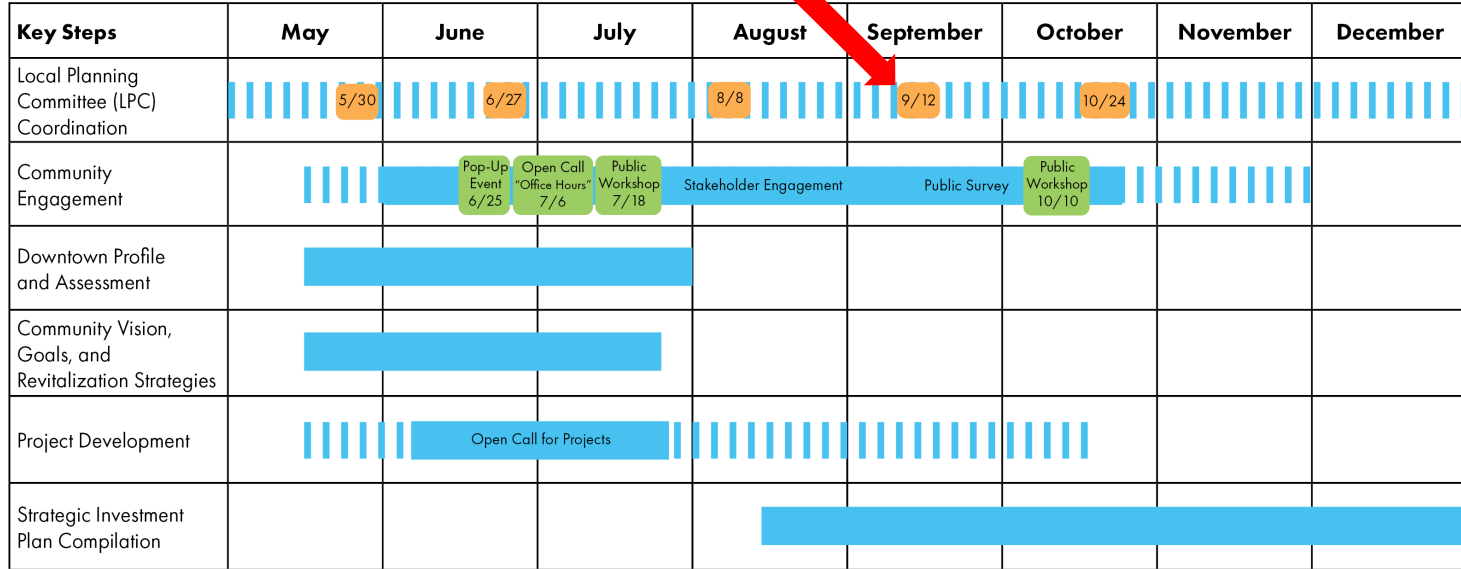 Key Steps
May
June
July
August
September
October
November
December
Local Planning
Committee (LPC)
Coordination
5/30
6/27
8/8
9/12
10/24
Community
Engagement
Pop-Up
Event
6/25
Open Call
“Office Hours”
7/6
Public
Workshop
7/18
Stakeholder Engagement
Public Survey
Public
Workshop
10/10
Downtown Profile
and Assessment
Community Vision,
Goals, and
Revitalization Strategies
Project Development
Open Call for Projects
Strategic Investment
Plan Compilation